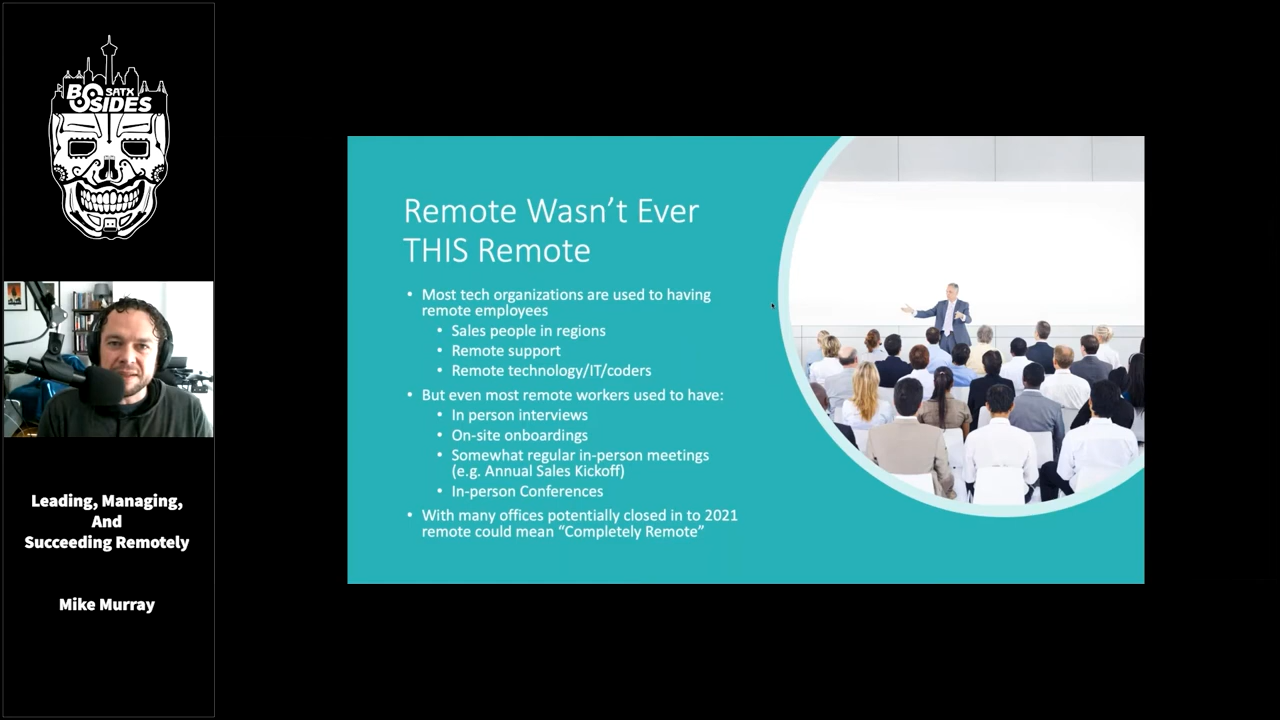 BSIDES
SATX
Leading, Managing,
And
Succeeding Remotely
Mike Murray
Remote Wasn’t Ever
THIS Remote
• Most tech organizations are used to having
remote employees
• Sales people in regions
• Remote support
• Remote technology/IT/coders
• But even most remote workers used to have:
• In person interviews
• On-site onboardings
• Somewhat regular in-person meetings
(e.g. Annual Sales Kickoff)
• In-person Conferences
• With many offices potentially closed in to 2021
remote could mean “Completely Remote”